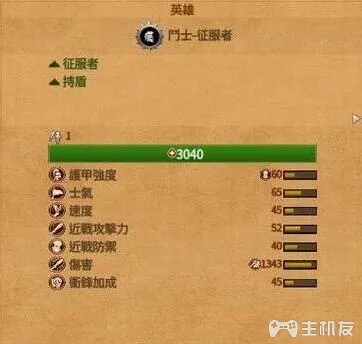 英雄
鬥士-征服者
征服者
持盾
1
3040
護甲強度 60
士氣 65
速度 45
近戰攻擊力 52
近戰防禦 40
傷害 1343
衝鋒加成 45
主机友